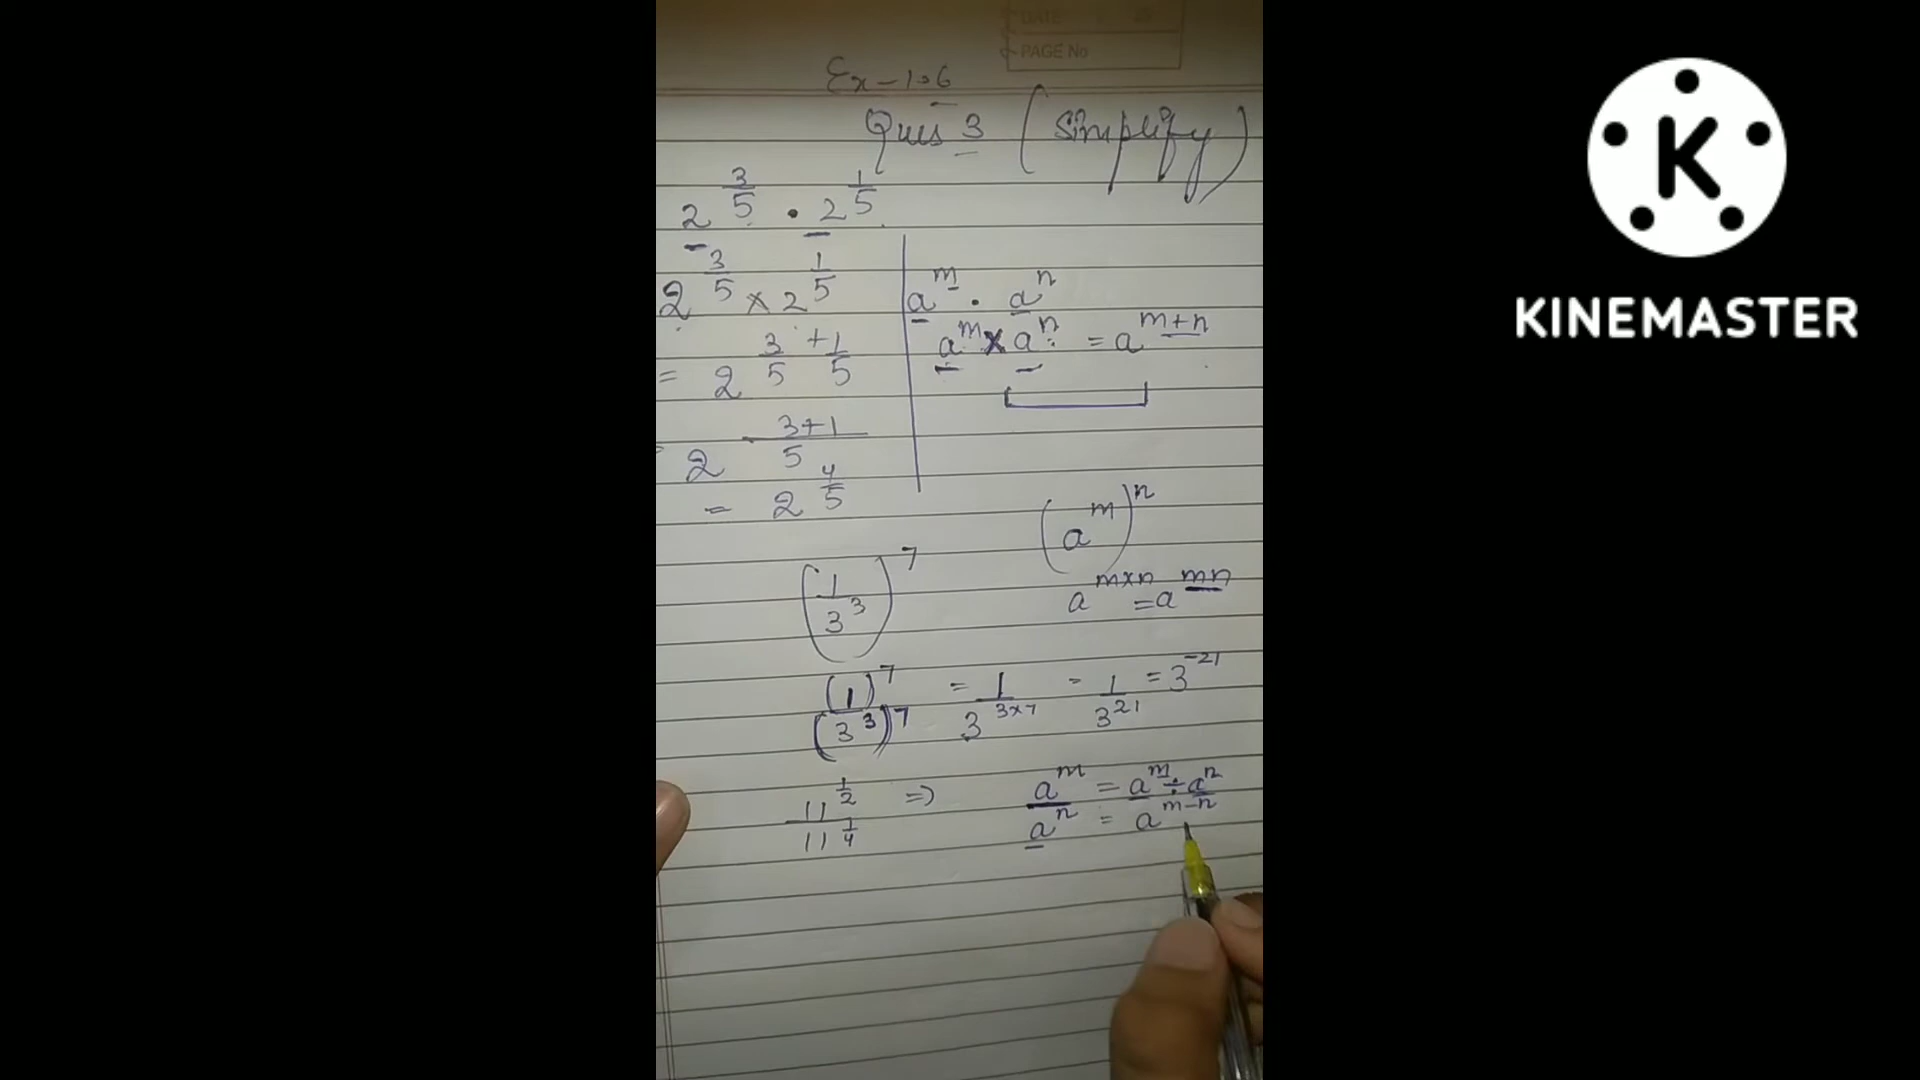 DATE
PAGE No
Ex-1.6
Ques 3 (Simplify)
2^(3/5) . 2^(1/5)
2^(3/5) × 2^(1/5)
= 2^(3/5 + 1/5)
= 2^((3+1)/5)
= 2^(4/5)
a^m . a^n
a^m × a^n = a^(m+n)
(1/3^3)^7
(a^m)^n
a^(m×n) = a^(mn)
(1)^7/(3^3)^7 = 1/3^(3×7) = 1/3^21 = 3^-21
11^(1/2)/11^(1/4) =>
a^m/a^n = a^m ÷ a^n
= a^(m-n)
K
KINEMASTER